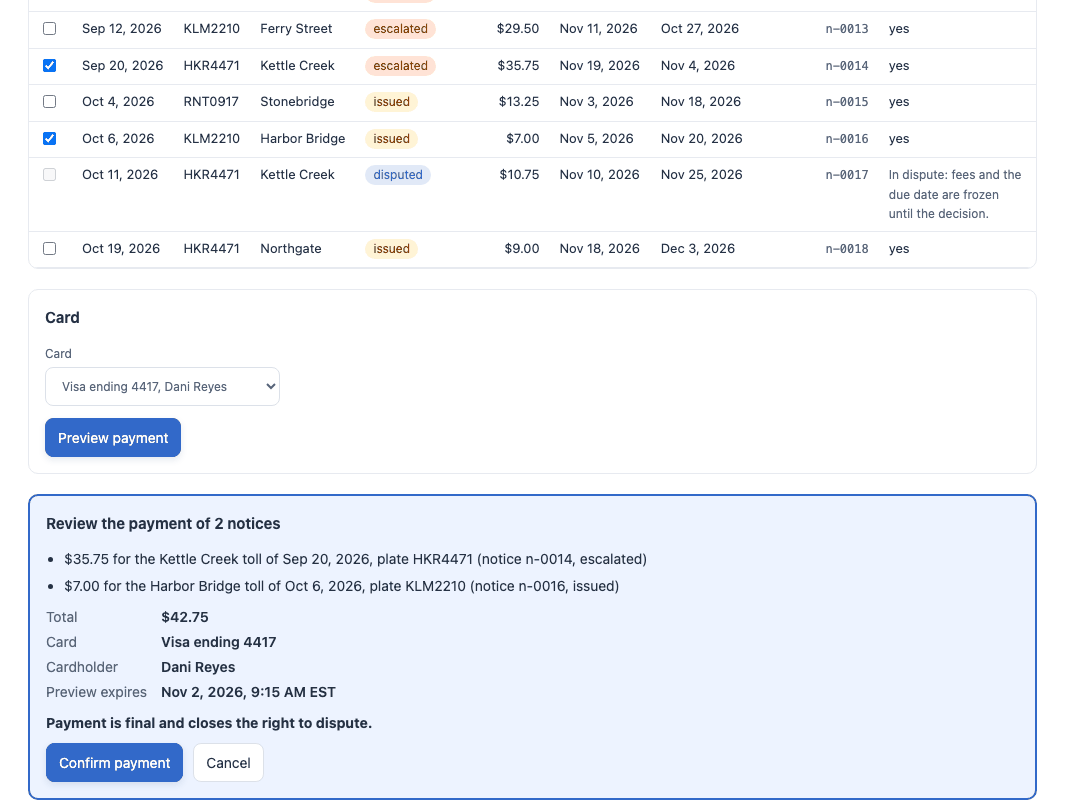 Sep 12, 2026 KLM2210 Ferry Street escalated $29.50 Nov 11, 2026 Oct 27, 2026 n-0013 yes
Sep 20, 2026 HKR4471 Kettle Creek escalated $35.75 Nov 19, 2026 Nov 4, 2026 n-0014 yes
Oct 4, 2026 RNT0917 Stonebridge issued $13.25 Nov 3, 2026 Nov 18, 2026 n-0015 yes
Oct 6, 2026 KLM2210 Harbor Bridge issued $7.00 Nov 5, 2026 Nov 20, 2026 n-0016 yes
Oct 11, 2026 HKR4471 Kettle Creek disputed $10.75 Nov 10, 2026 Nov 25, 2026 n-0017 In dispute: fees and the
due date are frozen
until the decision.
Oct 19, 2026 HKR4471 Northgate issued $9.00 Nov 18, 2026 Dec 3, 2026 n-0018 yes
Card
Card
Visa ending 4417, Dani Reyes
Preview payment
Review the payment of 2 notices
• $35.75 for the Kettle Creek toll of Sep 20, 2026, plate HKR4471 (notice n-0014, escalated)
• $7.00 for the Harbor Bridge toll of Oct 6, 2026, plate KLM2210 (notice n-0016, issued)
Total $42.75
Card Visa ending 4417
Cardholder Dani Reyes
Preview expires Nov 2, 2026, 9:15 AM EST
Payment is final and closes the right to dispute.
Confirm payment Cancel